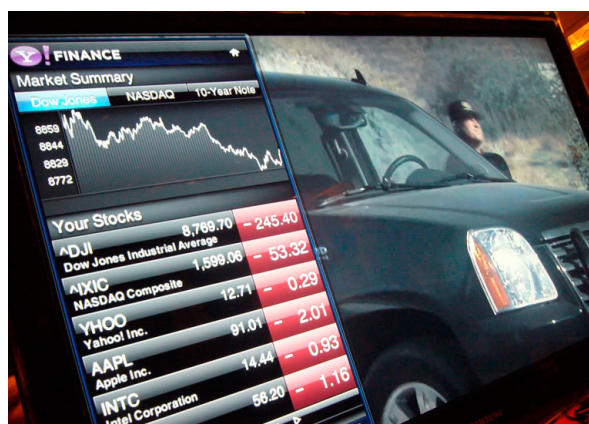 Y! FINANCE
Market Summary
Dow Jones NASDAQ 10-Year Note
8859
8844
8829
8772
Your Stocks
^DJI 8,769.70 - 245.40
Dow Jones Industrial Average
^IXIC 1,599.06 - 53.32
NASDAQ Composite
YHOO 12.71 - 0.29
Yahoo! Inc.
AAPL 91.01 - 2.01
Apple Inc.
INTC 14.44 - 0.93
Intel Corporation
56.20 - 1.16